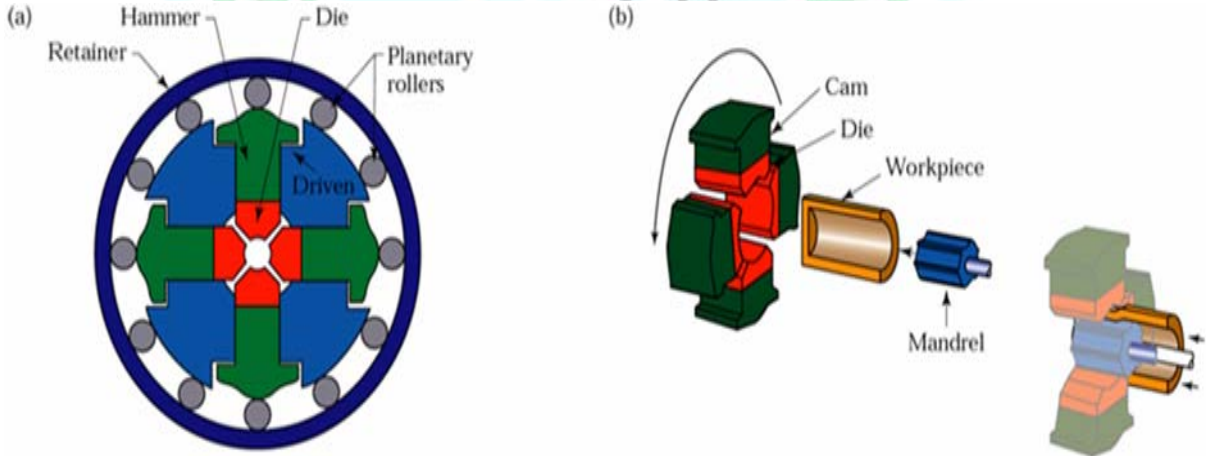 (a)
Hammer
Die
Retainer
Planetary
rollers
Driven
(b)
Cam
Die
Workpiece
Mandrel